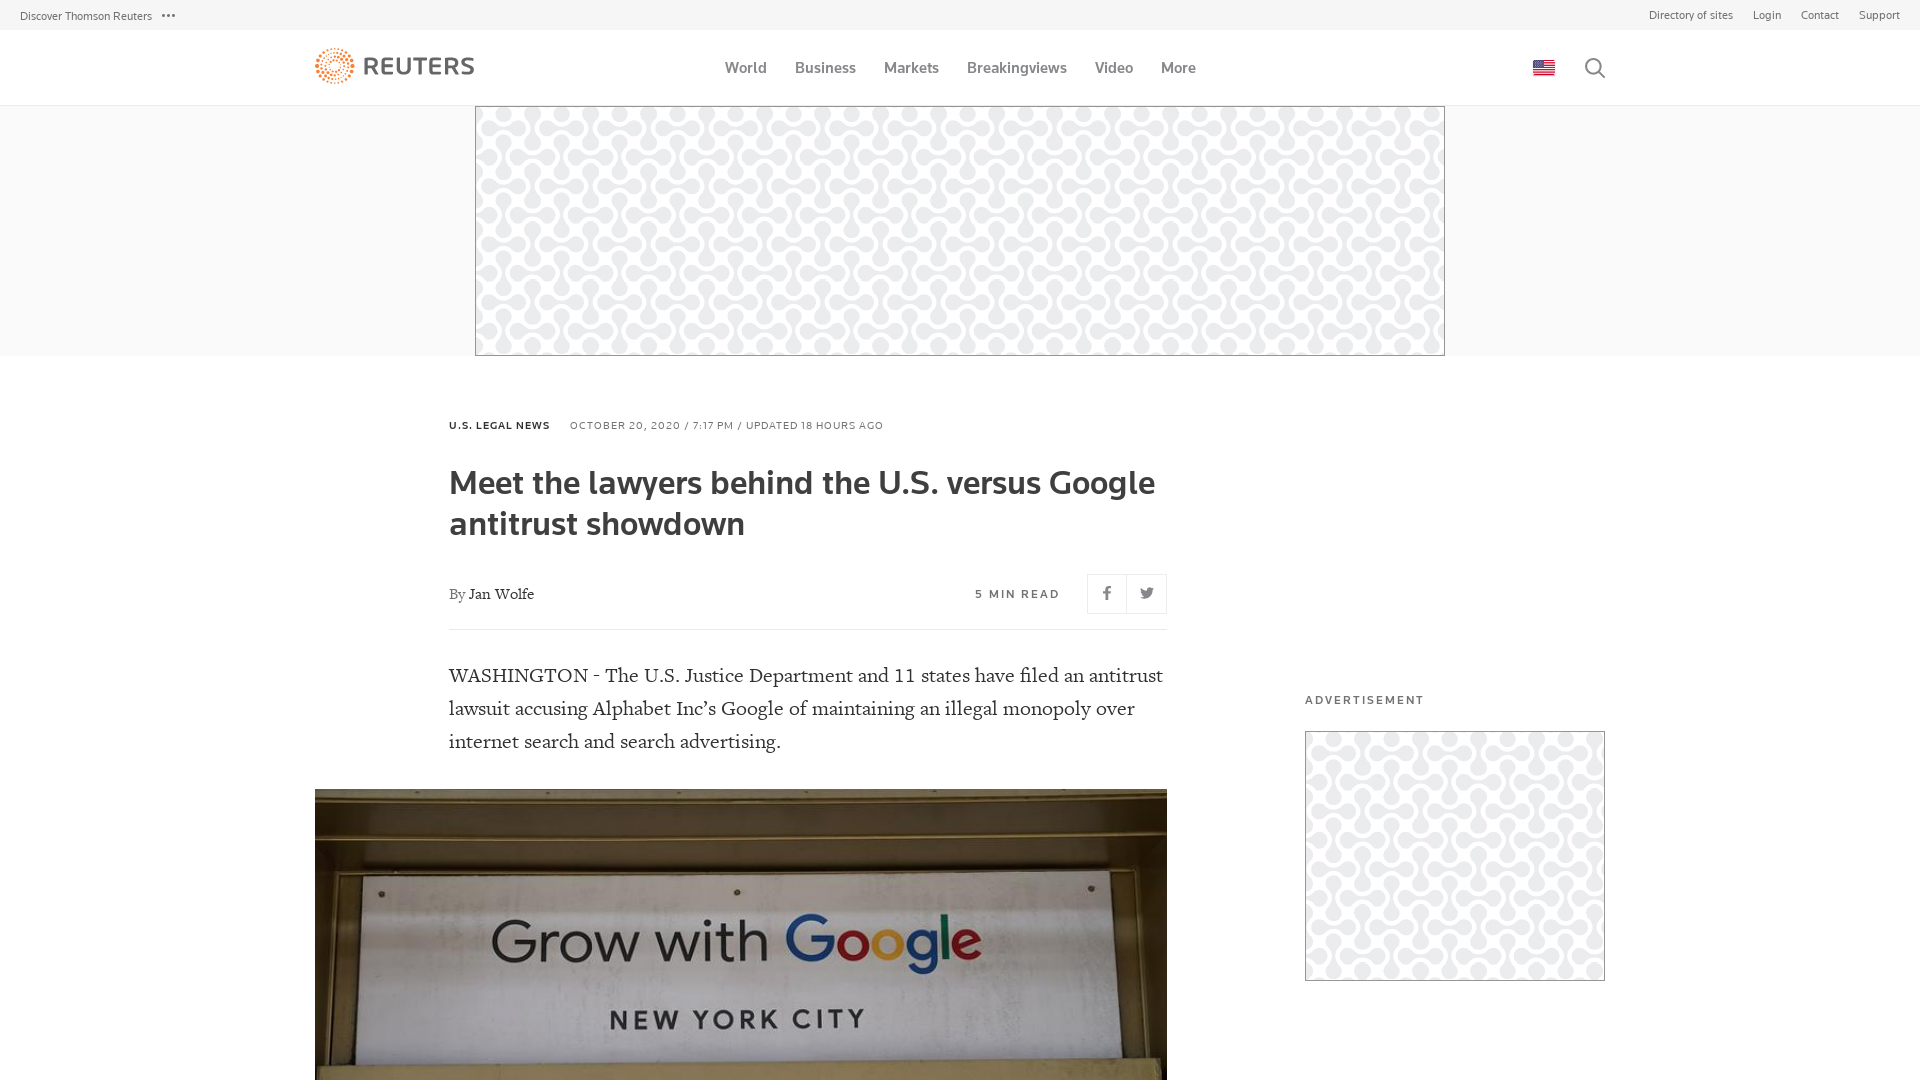 Discover Thomson Reuters
Directory of sites
Login
Contact
Support
REUTERS
World
Business
Markets
Breakingviews
Video
More
U.S. LEGAL NEWS
OCTOBER 20, 2020 / 7:17 PM / UPDATED 18 HOURS AGO
Meet the lawyers behind the U.S. versus Google
antitrust showdown
By Jan Wolfe
5 MIN READ
WASHINGTON - The U.S. Justice Department and 11 states have filed an antitrust
lawsuit accusing Alphabet Inc’s Google of maintaining an illegal monopoly over
internet search and search advertising.
ADVERTISEMENT
Grow with Google
NEW YORK CITY